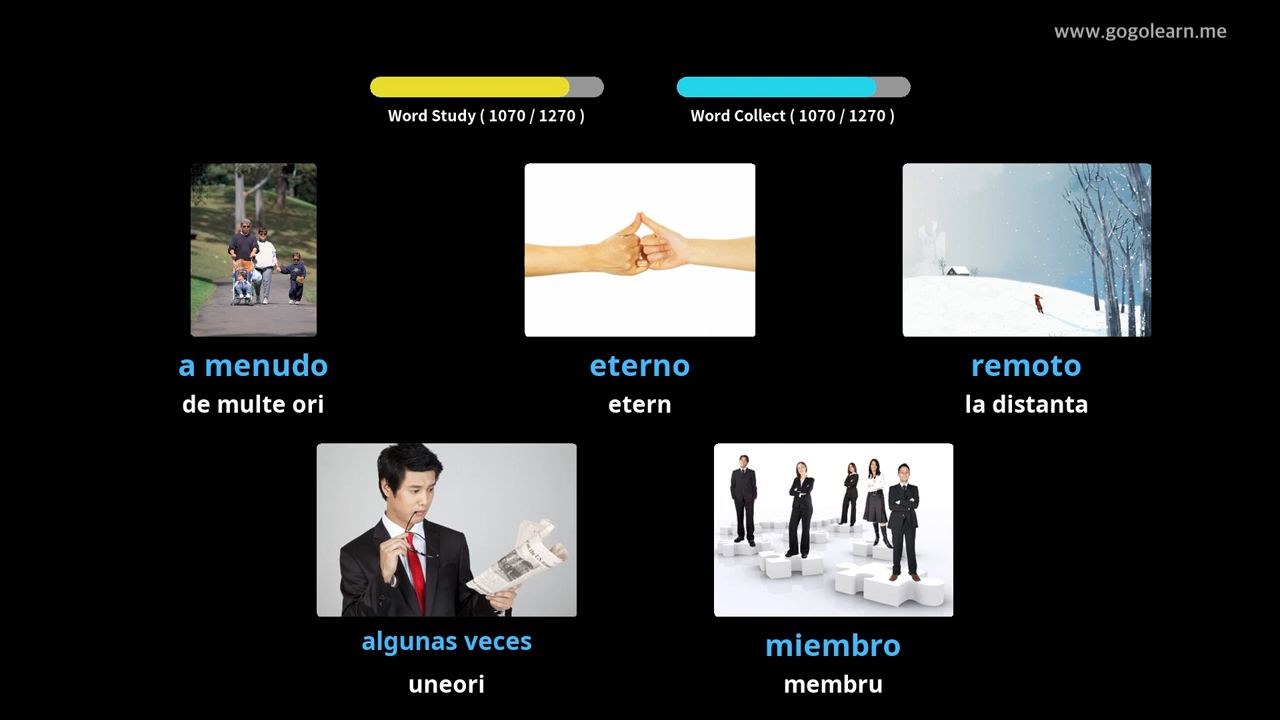 www.gogolearn.me
Word Study ( 1070 / 1270 )
Word Collect ( 1070 / 1270 )
a menudo
de multe ori
eterno
etern
remoto
la distanta
algunas veces
uneori
miembro
membru